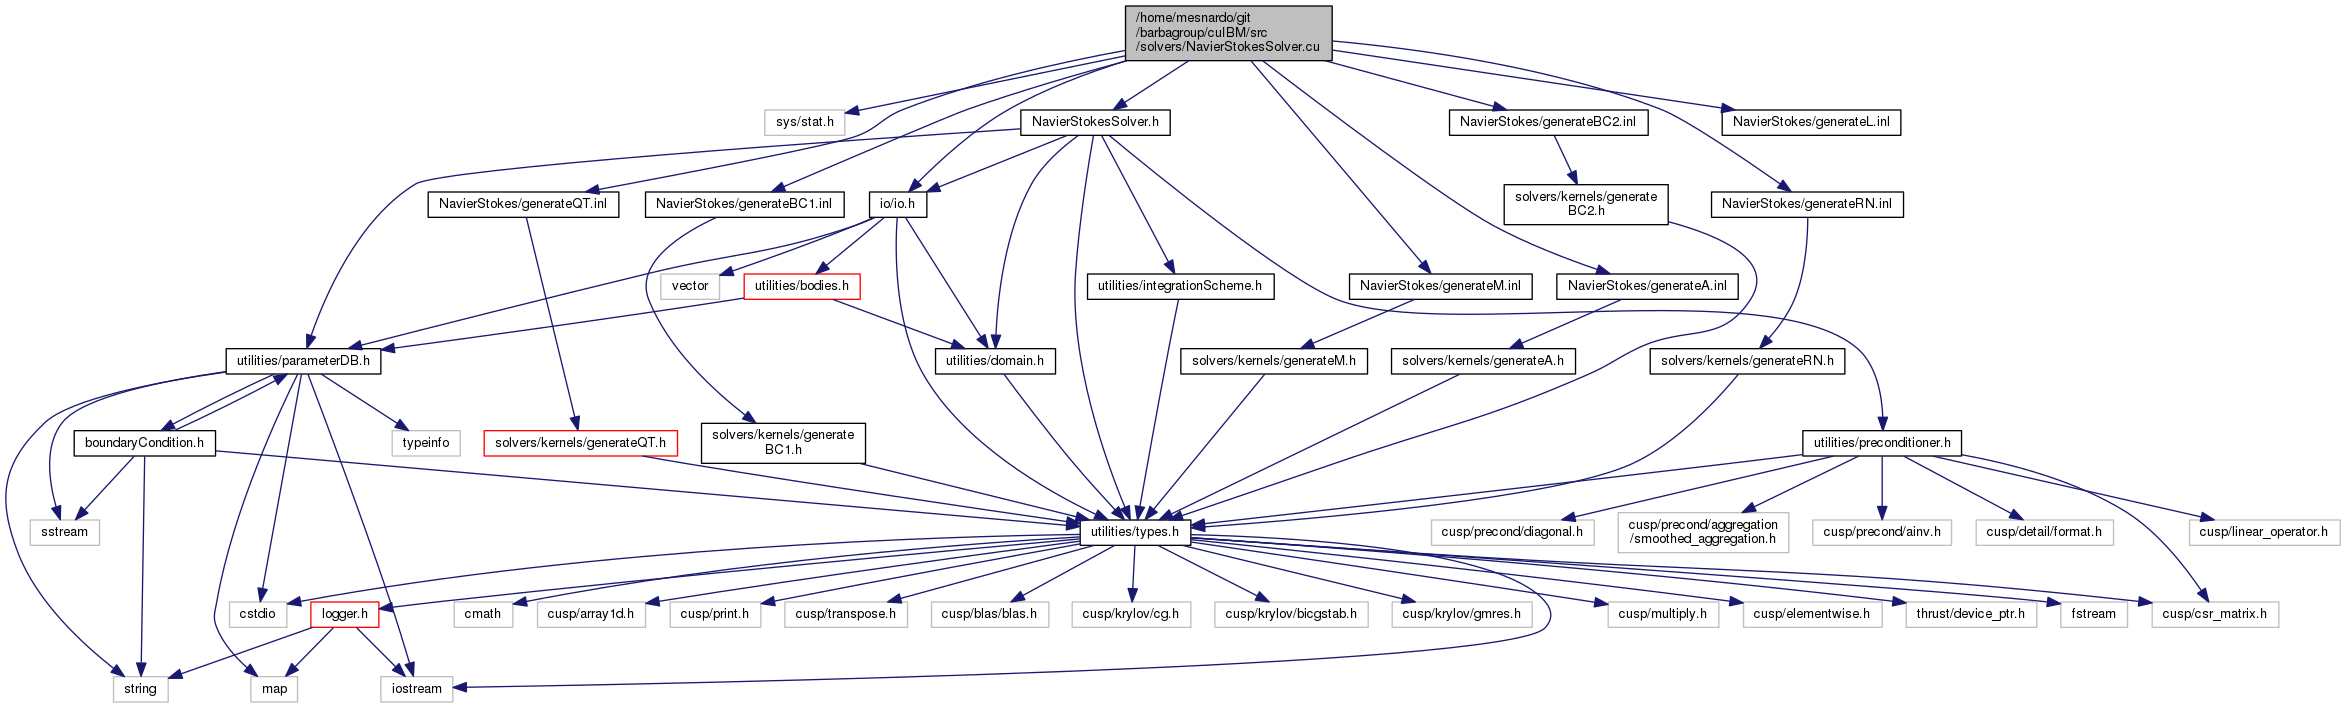 /home/mesnardo/git
/barbagroup/cuIBM/src
/solvers/NavierStokesSolver.cu
sys/stat.h
NavierStokesSolver.h
NavierStokes/generateBC2.inl
NavierStokes/generateL.inl
NavierStokes/generateQT.inl
NavierStokes/generateBC1.inl
io/io.h
solvers/kernels/generate
BC2.h
NavierStokes/generateRN.inl
vector
utilities/bodies.h
utilities/integrationScheme.h
NavierStokes/generateM.inl
NavierStokes/generateA.inl
utilities/parameterDB.h
utilities/domain.h
solvers/kernels/generateM.h
solvers/kernels/generateA.h
solvers/kernels/generateRN.h
boundaryCondition.h
typeinfo
solvers/kernels/generateQT.h
solvers/kernels/generate
BC1.h
utilities/preconditioner.h
sstream
utilities/types.h
cusp/precond/diagonal.h
cusp/precond/aggregation
/smoothed_aggregation.h
cusp/precond/ainv.h
cusp/detail/format.h
cusp/linear_operator.h
cstdio
logger.h
cmath
cusp/array1d.h
cusp/print.h
cusp/transpose.h
cusp/blas/blas.h
cusp/krylov/cg.h
cusp/krylov/bicgstab.h
cusp/krylov/gmres.h
cusp/multiply.h
cusp/elementwise.h
thrust/device_ptr.h
fstream
cusp/csr_matrix.h
string
map
iostream